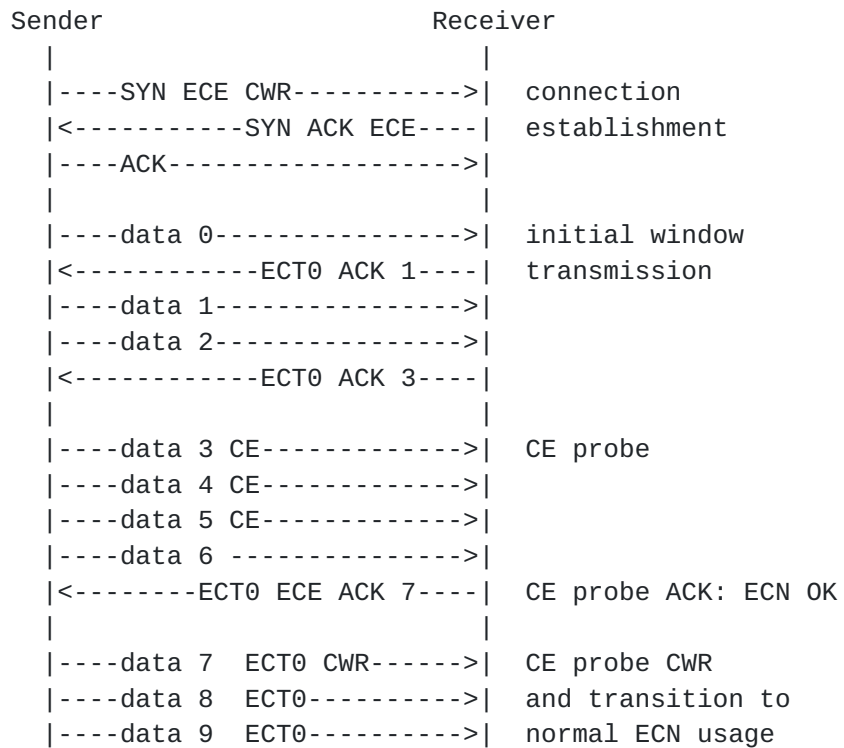 Sender                     Receiver
  |                            |
  |----SYN ECE CWR----------->|  connection
  |<-----------SYN ACK ECE----|  establishment
  |----ACK------------------->|
  |                            |
  |----data 0---------------->|  initial window
  |<------------ECT0 ACK 1----|  transmission
  |----data 1---------------->|
  |----data 2---------------->|
  |<------------ECT0 ACK 3----|
  |                            |
  |----data 3 CE------------->|  CE probe
  |----data 4 CE------------->|
  |----data 5 CE------------->|
  |----data 6 --------------->|
  |<--------ECT0 ECE ACK 7----|  CE probe ACK: ECN OK
  |                            |
  |----data 7  ECT0 CWR------>|  CE probe CWR
  |----data 8  ECT0---------->|  and transition to
  |----data 9  ECT0---------->|  normal ECN usage